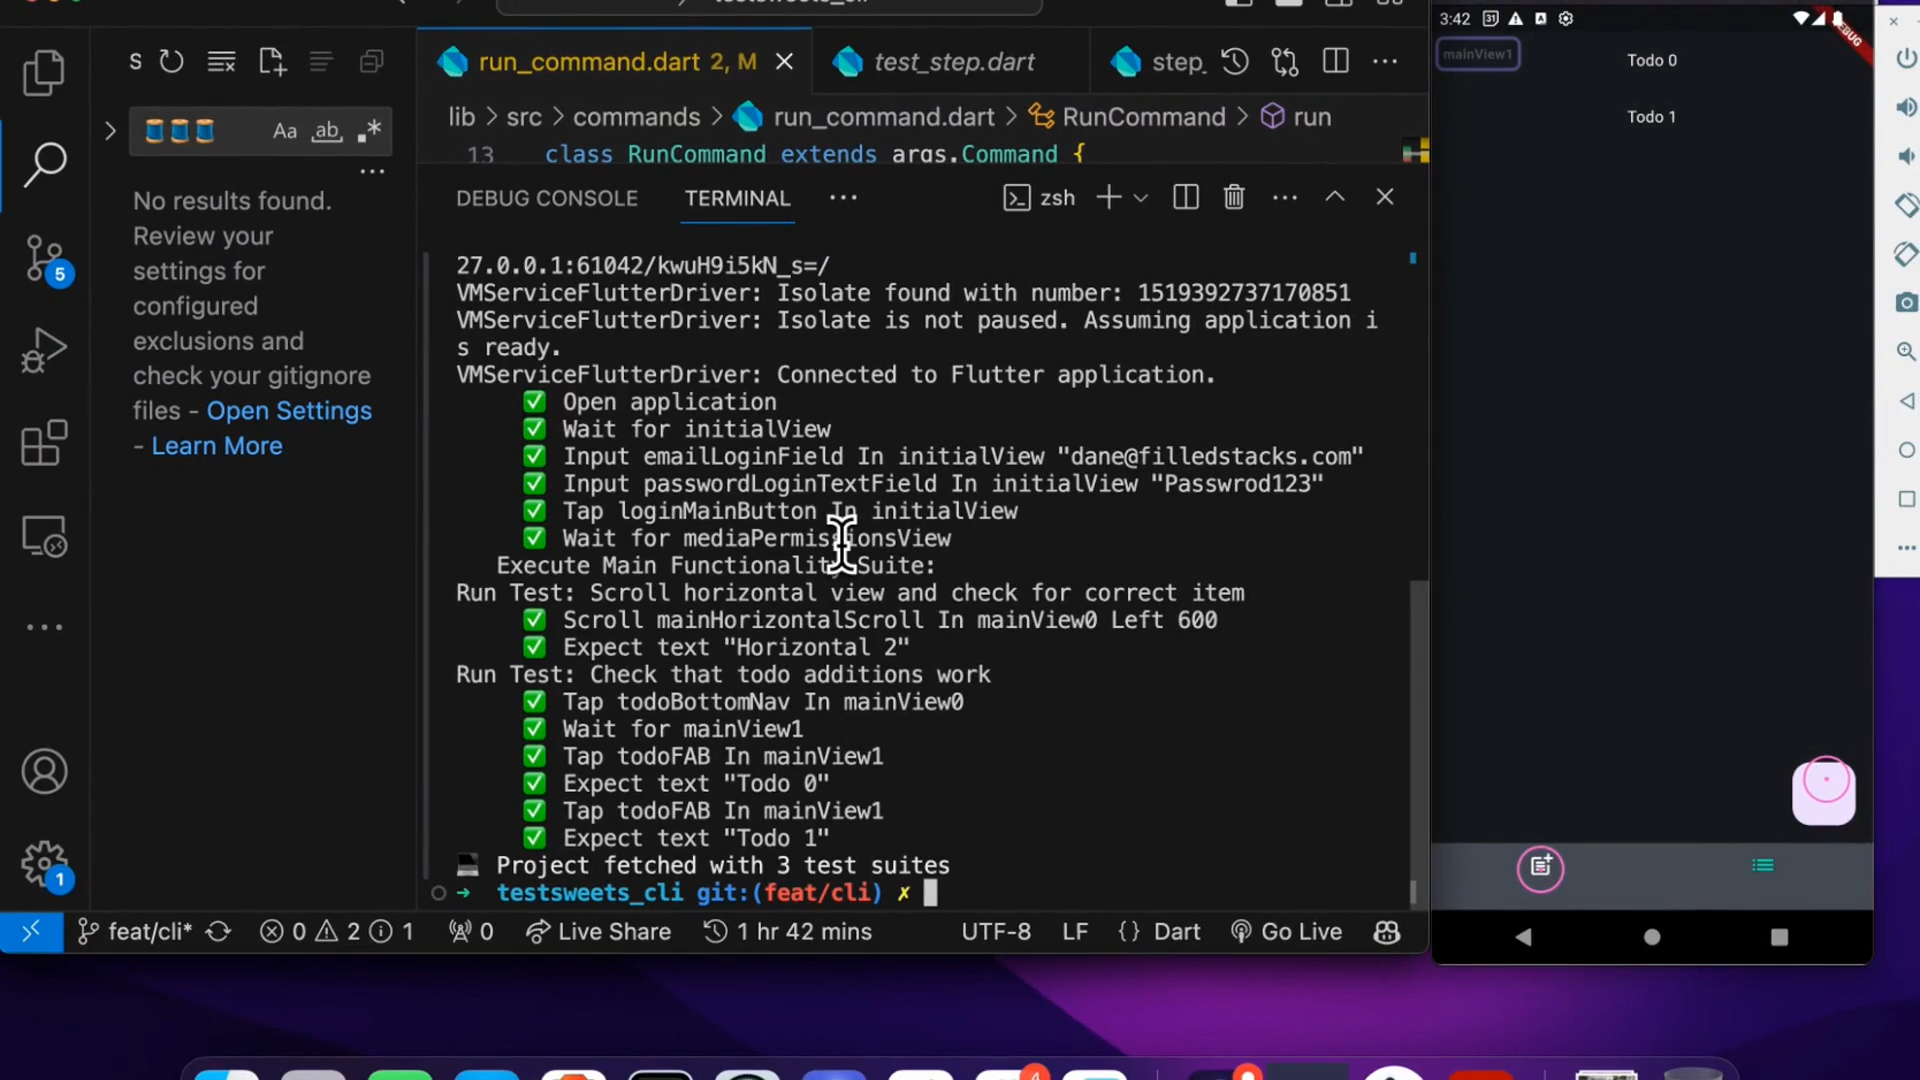 S
Aa ab
No results found.
Review your
settings for
configured
exclusions and
check your gitignore
files - Open Settings
- Learn More
5
1
run_command.dart 2, M
test_step.dart
step_
lib > src > commands > run_command.dart > RunCommand > run
13 class RunCommand extends args.Command {
DEBUG CONSOLE TERMINAL
zsh
27.0.0.1:61042/kwuH9i5kN_s=/
VMServiceFlutterDriver: Isolate found with number: 1519392737170851
VMServiceFlutterDriver: Isolate is not paused. Assuming application i
s ready.
VMServiceFlutterDriver: Connected to Flutter application.
Open application
Wait for initialView
Input emailLoginField In initialView "dane@filledstacks.com"
Input passwordLoginTextField In initialView "Passwrod123"
Tap loginMainButton In initialView
Wait for mediaPermissionsView
Execute Main Functionality Suite:
Run Test: Scroll horizontal view and check for correct item
Scroll mainHorizontalScroll In mainView0 Left 600
Expect text "Horizontal 2"
Run Test: Check that todo additions work
Tap todoBottomNav In mainView0
Wait for mainView1
Tap todoFAB In mainView1
Expect text "Todo 0"
Tap todoFAB In mainView1
Expect text "Todo 1"
Project fetched with 3 test suites
→ testsweets_cli git:(feat/cli) ✗
feat/cli* 0 2 1 0 Live Share 1 hr 42 mins UTF-8 LF {} Dart Go Live
3:42 31
DEBUG
mainView1
Todo 0
Todo 1